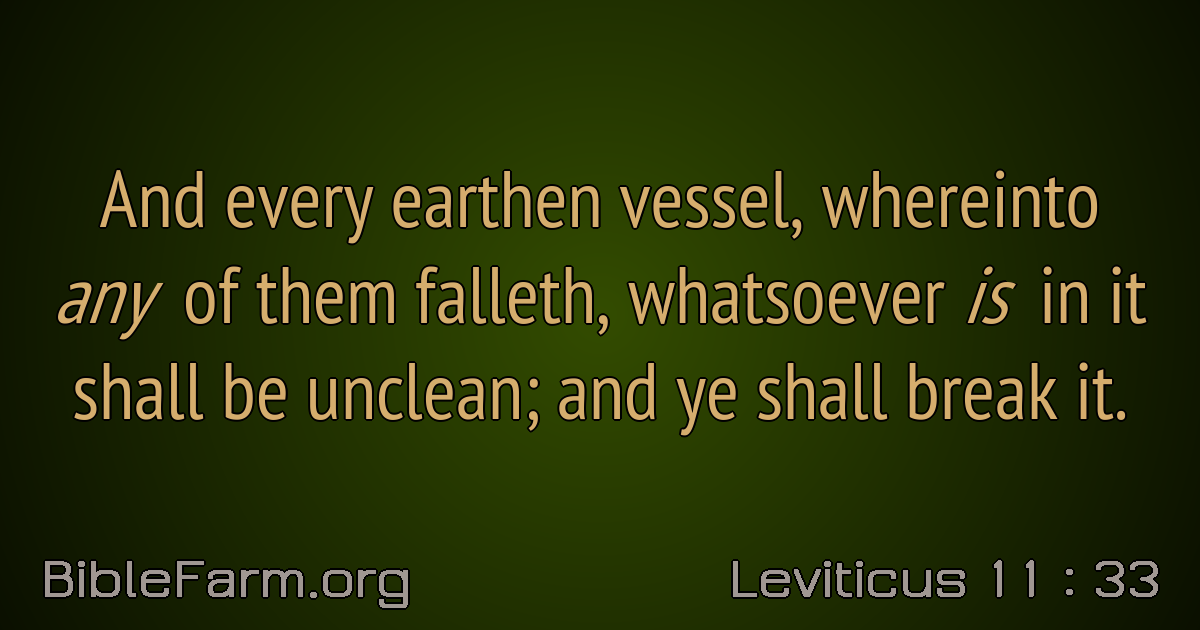 And every earthen vessel, whereinto
any of them falleth, whatsoever is in it
shall be unclean; and ye shall break it.
BibleFarm.org
Leviticus 11 : 33